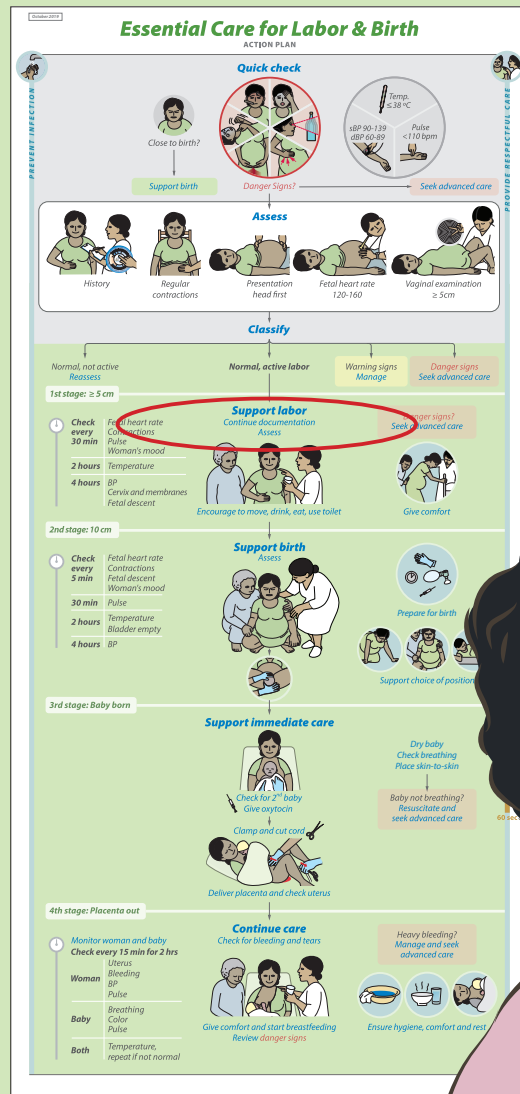 October 2019
Essential Care for Labor & Birth
ACTION PLAN
PREVENT INFECTION
PROVIDE RESPECTFUL CARE
Quick check
Close to birth?
Temp.
≤38 ºC
sBP 90-139
dBP 60-89
Pulse
<110 bpm
Support birth
Danger Signs?
Seek advanced care
Assess
History
Regular
contractions
Presentation
head first
Fetal heart rate
120-160
Vaginal examination
≥ 5cm
Classify
Normal, not active
Reassess
Normal, active labor
Warning signs
Manage
Danger signs
Seek advanced care
1st stage: ≥ 5 cm
Support labor
Continue documentation
Assess
Danger signs?
Seek advanced care
Check every 30 min
Fetal heart rate
Contractions
Pulse
Woman's mood
2 hours Temperature
4 hours BP
Cervix and membranes
Fetal descent
Encourage to move, drink, eat, use toilet
Give comfort
2nd stage: 10 cm
Support birth
Assess
Check every 5 min
Fetal heart rate
Contractions
Fetal descent
Woman's mood
30 min Pulse
2 hours Temperature
Bladder empty
4 hours BP
Prepare for birth
Support choice of position
3rd stage: Baby born
Support immediate care
Check for 2nd baby
Give oxytocin
Clamp and cut cord
Deliver placenta and check uterus
Dry baby
Check breathing
Place skin-to-skin
Baby not breathing?
Resuscitate and
seek advanced care
60 sec
4th stage: Placenta out
Continue care
Check for bleeding and tears
Monitor woman and baby
Check every 15 min for 2 hrs
Woman
Uterus
Bleeding
BP
Pulse
Baby
Breathing
Color
Pulse
Both
Temperature,
repeat if not normal
Give comfort and start breastfeeding
Review danger signs
Heavy bleeding?
Manage and seek
advanced care
Ensure hygiene, comfort and rest